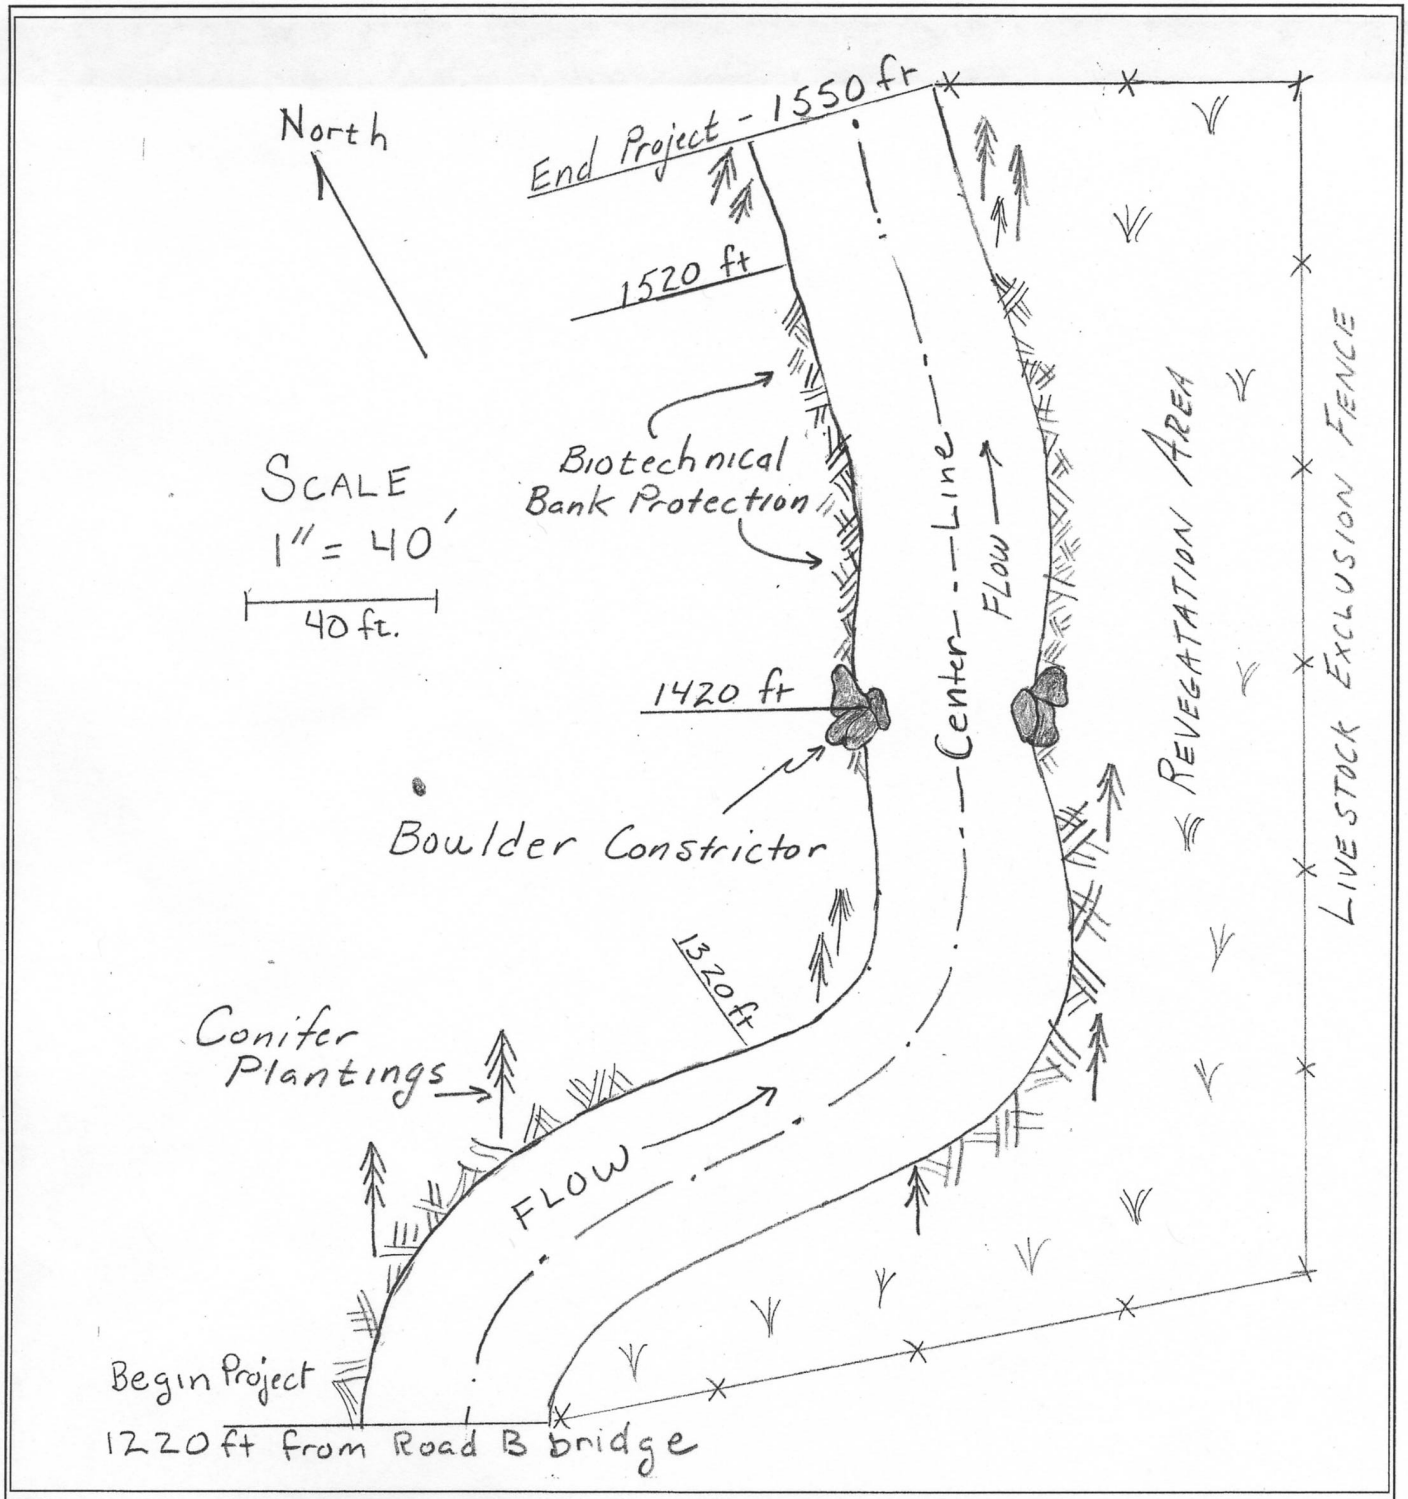 End Project - 1550 ft
North
1520 ft
Biotechnical
Bank Protection
SCALE
1" = 40'
40 ft.
Center Line
FLOW
REVEGATATION AREA
LIVESTOCK EXCLUSION FENCE
1420 ft
Boulder Constrictor
1320 ft
Conifer
Plantings
FLOW
Begin Project
1220 ft from Road B bridge